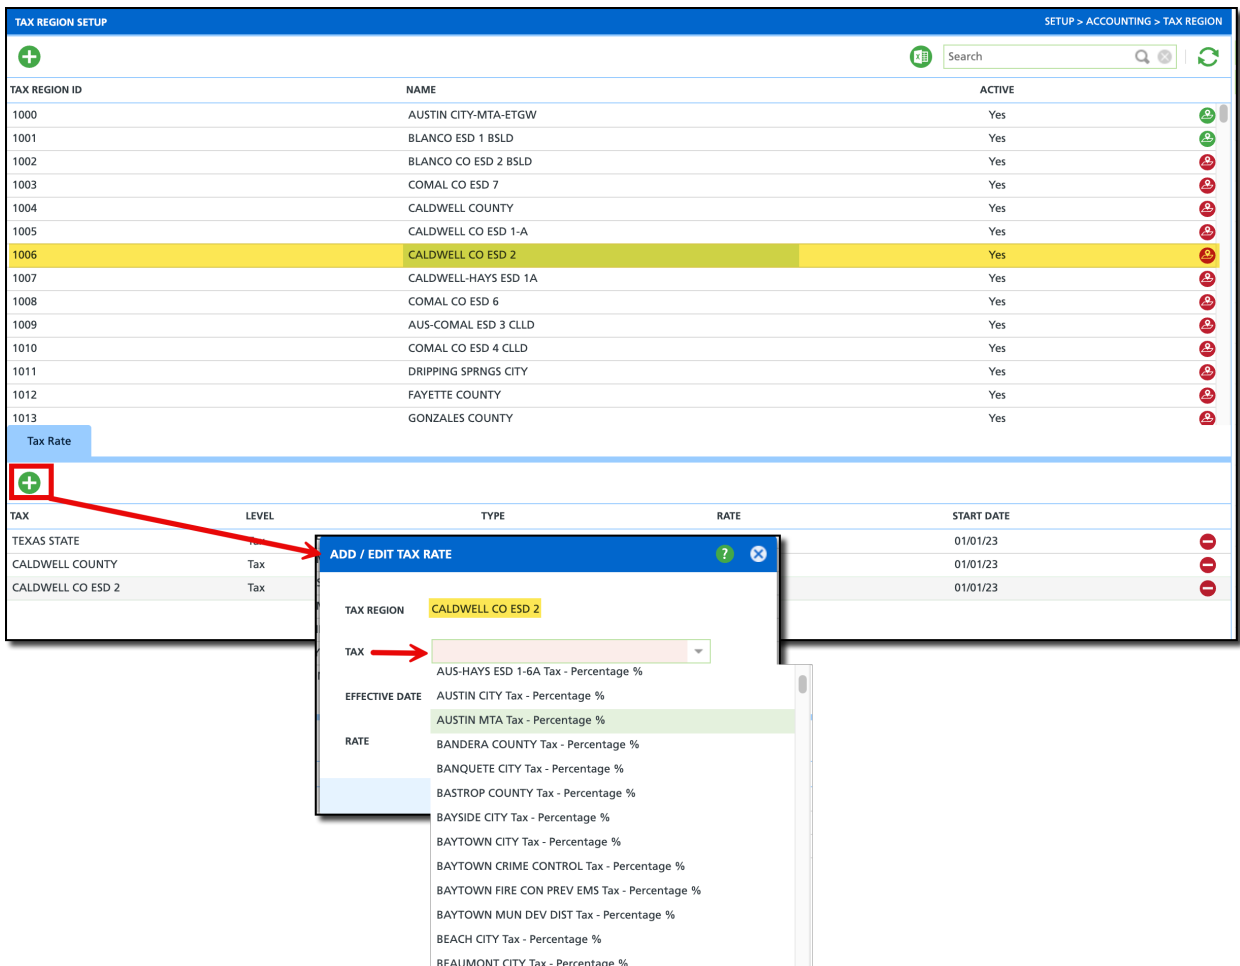 TAX REGION SETUP
SETUP > ACCOUNTING > TAX REGION
Search
TAX REGION ID NAME ACTIVE
1000 AUSTIN CITY-MTA-ETGW Yes
1001 BLANCO ESD 1 BSLD Yes
1002 BLANCO CO ESD 2 BSLD Yes
1003 COMAL CO ESD 7 Yes
1004 CALDWELL COUNTY Yes
1005 CALDWELL CO ESD 1-A Yes
1006 CALDWELL CO ESD 2 Yes
1007 CALDWELL-HAYS ESD 1A Yes
1008 COMAL CO ESD 6 Yes
1009 AUS-COMAL ESD 3 CLLD Yes
1010 COMAL CO ESD 4 CLLD Yes
1011 DRIPPING SPRNGS CITY Yes
1012 FAYETTE COUNTY Yes
1013 GONZALES COUNTY Yes
Tax Rate
TAX LEVEL TYPE RATE START DATE
TEXAS STATE Tax 01/01/23
CALDWELL COUNTY Tax 01/01/23
CALDWELL CO ESD 2 Tax 01/01/23
ADD / EDIT TAX RATE ?
TAX REGION CALDWELL CO ESD 2
TAX
EFFECTIVE DATE
RATE
AUS-HAYS ESD 1-6A Tax - Percentage %
AUSTIN CITY Tax - Percentage %
AUSTIN MTA Tax - Percentage %
BANDERA COUNTY Tax - Percentage %
BANQUETE CITY Tax - Percentage %
BASTROP COUNTY Tax - Percentage %
BAYSIDE CITY Tax - Percentage %
BAYTOWN CITY Tax - Percentage %
BAYTOWN CRIME CONTROL Tax - Percentage %
BAYTOWN FIRE CON PREV EMS Tax - Percentage %
BAYTOWN MUN DEV DIST Tax - Percentage %
BEACH CITY Tax - Percentage %
BEAUMONT CITY Tax - Percentage %